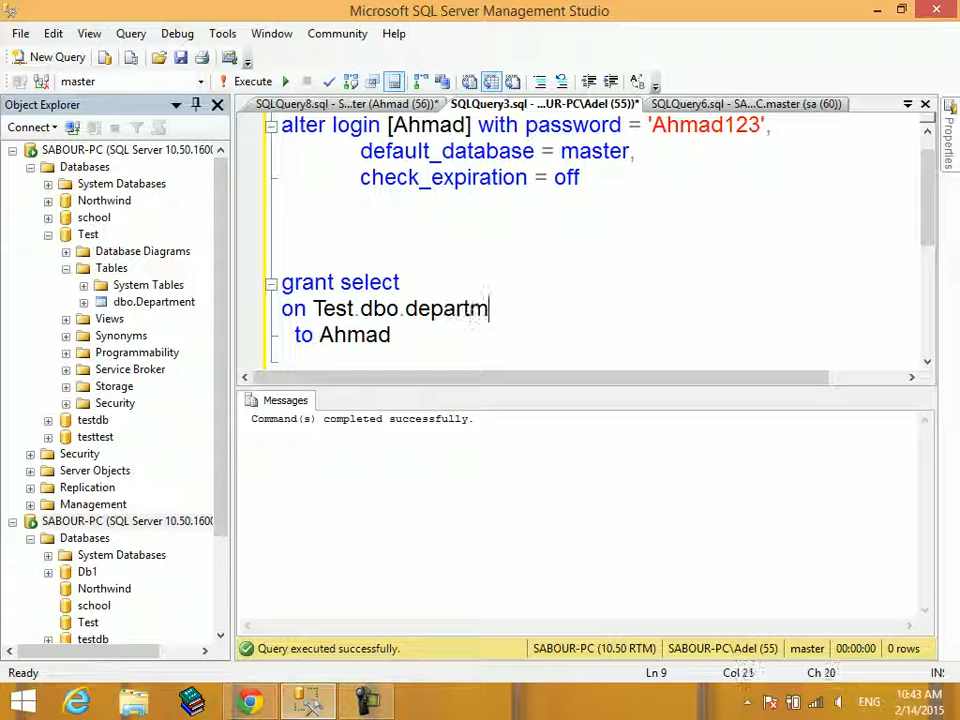 Microsoft SQL Server Management Studio
File Edit View Query Debug Tools Window Community Help
New Query
master
Execute
Object Explorer
SQLQuery8.sql - S...ter (Ahmad (56))*
SQLQuery3.sql - ...UR-PC\Adel (55))*
SQLQuery6.sql - SA...C.master (sa (60))
Connect
SABOUR-PC (SQL Server 10.50.1600
Databases
System Databases
Northwind
school
Test
Database Diagrams
Tables
System Tables
dbo.Department
Views
Synonyms
Programmability
Service Broker
Storage
Security
testdb
testtest
Security
Server Objects
Replication
Management
SABOUR-PC (SQL Server 10.50.1600
Databases
System Databases
Db1
Northwind
school
Test
testdb
alter login [Ahmad] with password = 'Ahmad123',
default_database = master,
check_expiration = off
grant select
on Test.dbo.departm
to Ahmad
Messages
Command(s) completed successfully.
Query executed successfully.
SABOUR-PC (10.50 RTM)
SABOUR-PC\Adel (55)
master
00:00:00
0 rows
Properties
Ready
Ln 9
Col 21
Ch 20
INS
ENG
10:43 AM
2/14/2015